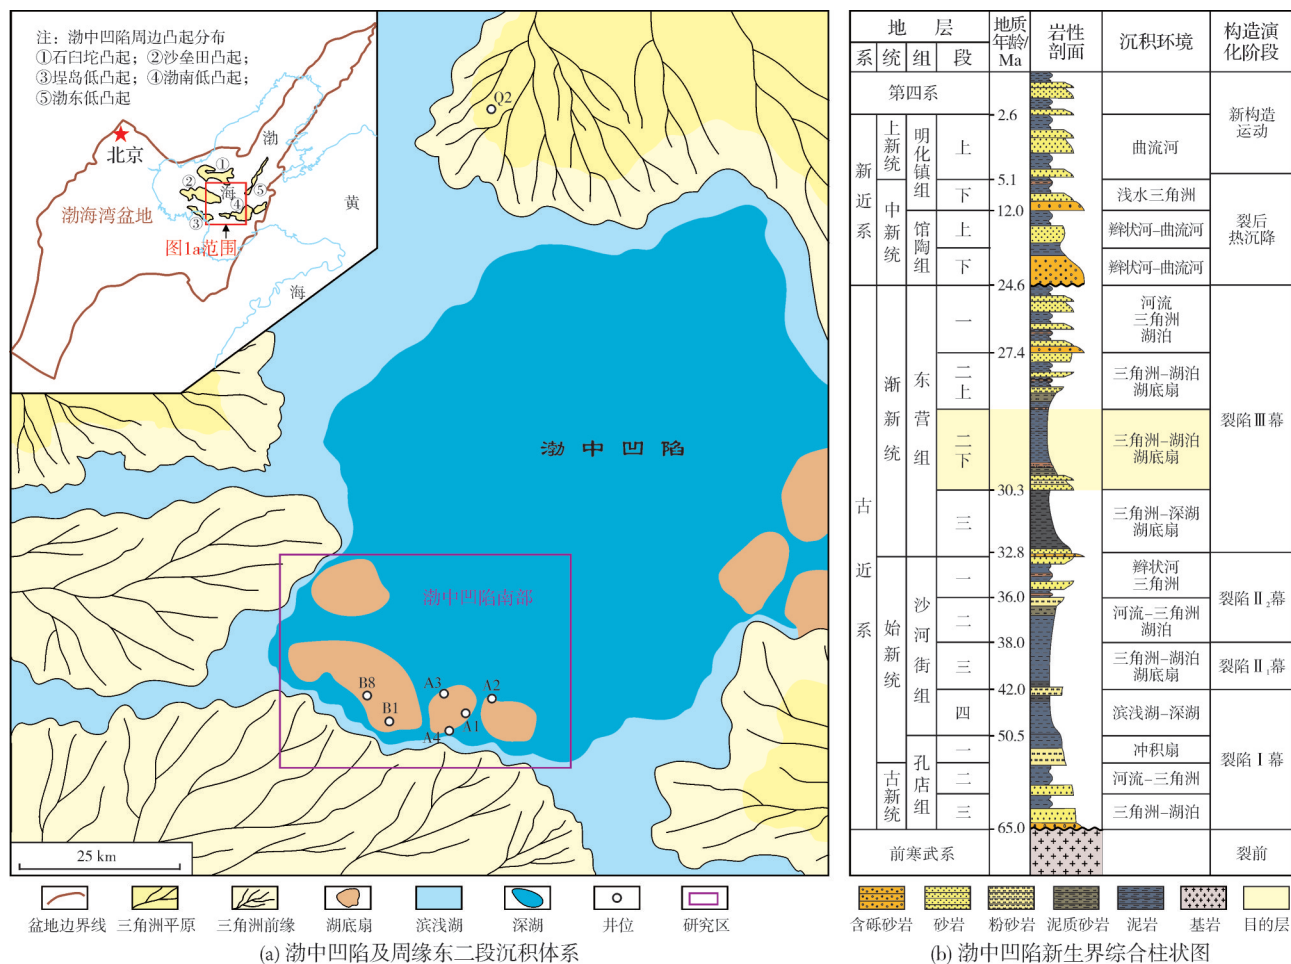 注：渤中凹陷周边凸起分布
①石臼坨凸起；②沙垒田凸起；
③埕岛低凸起；④渤南低凸起；
⑤渤东低凸起
北京
渤
海
黄
海
①
②
③
④
⑤
渤海湾盆地
图1a范围
Q2
渤中凹陷
渤中凹陷南部
B8
B1
A3
A2
A1
A4
25 km
盆地边界线
三角洲平原
三角洲前缘
湖底扇
滨浅湖
深湖
井位
研究区
(a) 渤中凹陷及周缘东二段沉积体系
地层
系
统
组
段
地质
年龄/
Ma
岩性
剖面
沉积环境
构造演
化阶段
第四系
新近系
古近系
上新统
中新统
渐新统
始新统
古新统
明化镇组
馆陶组
东营组
沙河街组
孔店组
上
下
上
下
一
二上
二下
三
一
二
三
四
一
二
三
前寒武系
2.6
5.1
12.0
24.6
27.4
30.3
32.8
36.0
38.0
42.0
50.5
65.0
曲流河
浅水三角洲
辫状河–曲流河
辫状河–曲流河
河流
三角洲
湖泊
三角洲–湖泊
湖底扇
三角洲–湖泊
湖底扇
三角洲–深湖
湖底扇
辫状河
三角洲
河流–三角洲
湖泊
三角洲–湖泊
湖底扇
滨浅湖–深湖
冲积扇
河流–三角洲
三角洲–湖泊
新构造
运动
裂后
热沉降
裂陷Ⅲ幕
裂陷Ⅱ₂幕
裂陷Ⅱ₁幕
裂陷Ⅰ幕
裂前
含砾砂岩
砂岩
粉砂岩
泥质砂岩
泥岩
基岩
目的层
(b) 渤中凹陷新生界综合柱状图